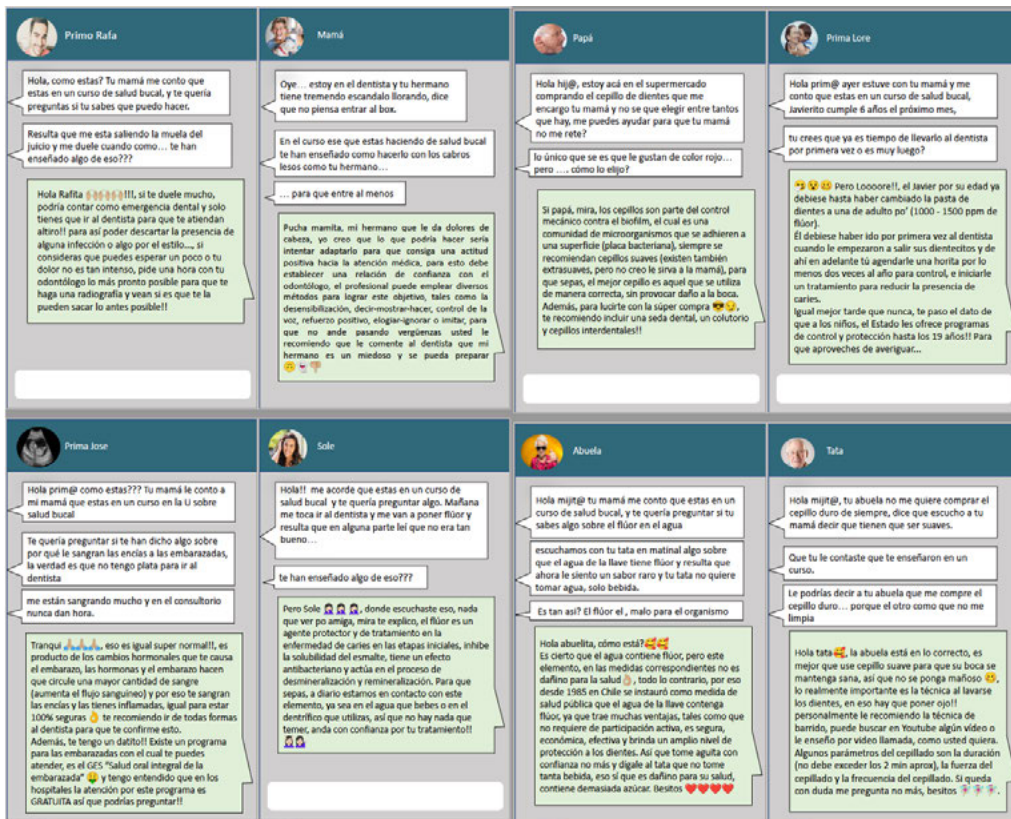 Primo Rafa
Hola, como estas? Tu mamá me conto que
estas en un curso de salud bucal, y te quería
preguntas si tu sabes que puedo hacer.
Resulta que me esta saliendo la muela del
juicio y me duele cuando como... te han
enseñado algo de eso???
Hola Rafita 🙌🏼🙌🏼🙌🏼!!!, si te duele mucho,
podría contar como emergencia dental y solo
tienes que ir al dentista para que te atiendan
altiro!! para así poder descartar la presencia de
alguna infección o algo por el estilo..., si
consideras que puedes esperar un poco o tu
dolor no es tan intenso, pide una hora con tu
odontólogo lo más pronto posible para que te
haga una radiografía y vean si es que te la
pueden sacar lo antes posible!!
Mamá
Oye... estoy en el dentista y tu hermano
tiene tremendo escandalo llorando, dice
que no piensa entrar al box.
En el curso ese que estas haciendo de salud bucal
te han enseñado como hacerlo con los cabros
lesos como tu hermano...
... para que entre al menos
Pucha mamita, mi hermano que le da dolores de
cabeza, yo creo que lo que podría hacer sería
intentar adaptarlo para que consiga una actitud
positiva hacia la atención médica, para esto debe
establecer una relación de confianza con el
odontólogo, el profesional puede emplear diversos
métodos para lograr este objetivo, tales como la
desensibilización, decir-mostrar-hacer, control de la
voz, refuerzo positivo, elogiar-ignorar o imitar, para
que no ande pasando vergüenzas usted le
recomiendo que le comente al dentista que mi
hermano es un miedoso y se pueda preparar
Papá
Hola hij@, estoy acá en el supermercado
comprando el cepillo de dientes que me
encargo tu mamá y no se que elegir entre tantos
que hay, me puedes ayudar para que tu mamá
no me rete?
lo único que se es que le gustan de color rojo...
pero .... cómo lo elijo?
Si papá, mira, los cepillos son parte del control
mecánico contra el biofilm, el cual es una
comunidad de microorganismos que se adhieren a
una superficie (placa bacteriana), siempre se
recomiendan cepillos suaves (existen también
extrasuaves, pero no creo le sirva a la mamá), para
que sepas, el mejor cepillo es aquel que se utiliza
de manera correcta, sin provocar daño a la boca.
Además, para lucirte con la súper compra 😎😏,
te recomiendo incluir una seda dental, un colutorio
y cepillos interdentales!!
Prima Lore
Hola prim@ ayer estuve con tu mamá y me
conto que estas en un curso de salud bucal,
Javierito cumple 6 años el próximo mes,
tu crees que ya es tiempo de llevarlo al dentista
por primera vez o es muy luego?
Pero Loooore!!, el Javier por su edad ya
debiese hasta haber cambiado la pasta de
dientes a una de adulto po' (1000 - 1500 ppm de
flúor).
Él debiese haber ido por primera vez al dentista
cuando le empezaron a salir sus dientecitos y de
ahí en adelante tú agendarle una horita por lo
menos dos veces al año para control, e iniciarle
un tratamiento para reducir la presencia de
caries.
Igual mejor tarde que nunca, te paso el dato de
que a los niños, el Estado les ofrece programas
de control y protección hasta los 19 años!! Para
que aproveches de averiguar...
Prima Jose
Hola prim@ como estas??? Tu mamá le conto a
mi mamá que estas en un curso en la U sobre
salud bucal
Te quería preguntar si te han dicho algo sobre
por qué le sangran las encías a las embarazadas,
la verdad es que no tengo plata para ir al
dentista
me están sangrando mucho y en el consultorio
nunca dan hora.
Tranqui 🙏🏼🙏🏼🙏🏼, eso es igual super normal!!, es
producto de los cambios hormonales que te causa
el embarazo, las hormonas y el embarazo hacen
que circule una mayor cantidad de sangre
(aumenta el flujo sanguíneo) y por eso te sangran
las encías y las tienes inflamadas, igual para estar
100% seguras 👌 te recomiendo ir de todas formas
al dentista para que te confirme esto.
Además, te tengo un datito!! Existe un programa
para las embarazadas con el cual te puedes
atender, es el GES "Salud oral integral de la
embarazada" 🤑 y tengo entendido que en los
hospitales la atención por este programa es
GRATUITA así que podrías preguntar!!
Sole
Hola!! me acorde que estas en un curso de
salud bucal y te quería preguntar algo. Mañana
me toca ir al dentista y me van a poner flúor y
resulta que en alguna parte leí que no era tan
bueno...
te han enseñado algo de eso???
Pero Sole 🤦🏻‍♀️🤦🏻‍♀️🤦🏻‍♀️, donde escuchaste eso, nada
que ver po amiga, mira te explico, el flúor es un
agente protector y de tratamiento en la
enfermedad de caries en las etapas iniciales, inhibe
la solubilidad del esmalte, tiene un efecto
antibacteriano y actúa en el proceso de
desmineralización y remineralización. Para que
sepas, a diario estamos en contacto con este
elemento, ya sea en el agua que bebes o en el
dentrífico que utilizas, así que no hay nada que
temer, anda con confianza por tu tratamiento!!
Abuela
Hola mijit@ tu mamá me conto que estas en un
curso de salud bucal, y te quería preguntar si tu
sabes algo sobre el flúor en el agua
escuchamos con tu tata en matinal algo sobre
que el agua de la llave tiene flúor y resulta que
ahora le siento un sabor raro y tu tata no quiere
tomar agua, solo bebida.
Es tan asi? El flúor el , malo para el organismo
Hola abuelita, cómo está?🥰🥰
Es cierto que el agua contiene flúor, pero este
elemento, en las medidas correspondientes no es
dañino para la salud👌🏼, todo lo contrario, por eso
desde 1985 en Chile se instauró como medida de
salud pública que el agua de la llave contenga
flúor, ya que trae muchas ventajas, tales como que
no requiere de participación activa, es segura,
económica, efectiva y brinda un amplio nivel de
protección a los dientes. Así que tome aguita con
confianza no más y dígale al tata que no tome
tanta bebida, eso sí que es dañino para su salud,
contiene demasiada azúcar. Besitos ❤❤❤❤
Tata
Hola mijit@, tu abuela no me quiere comprar el
cepillo duro de siempre, dice que escucho a tu
mamá decir que tienen que ser suaves.
Que tu le contaste que te enseñaron en un
curso.
Le podrías decir a tu abuela que me compre el
cepillo duro... porque el otro como que no me
limpia
Hola tata🥰, la abuela está en lo correcto, es
mejor que use cepillo suave para que su boca se
mantenga sana, así que no se ponga mañoso 😊,
lo realmente importante es la técnica al lavarse
los dientes, en eso hay que poner ojo!!
personalmente le recomiendo la técnica de
barrido, puede buscar en Youtube algún vídeo o
le enseño por video llamada, como usted quiera.
Algunos parámetros del cepillado son la duración
(no debe exceder los 2 min aprox), la fuerza del
cepillado y la frecuencia del cepillado. Si queda
con duda me pregunta no más, besitos